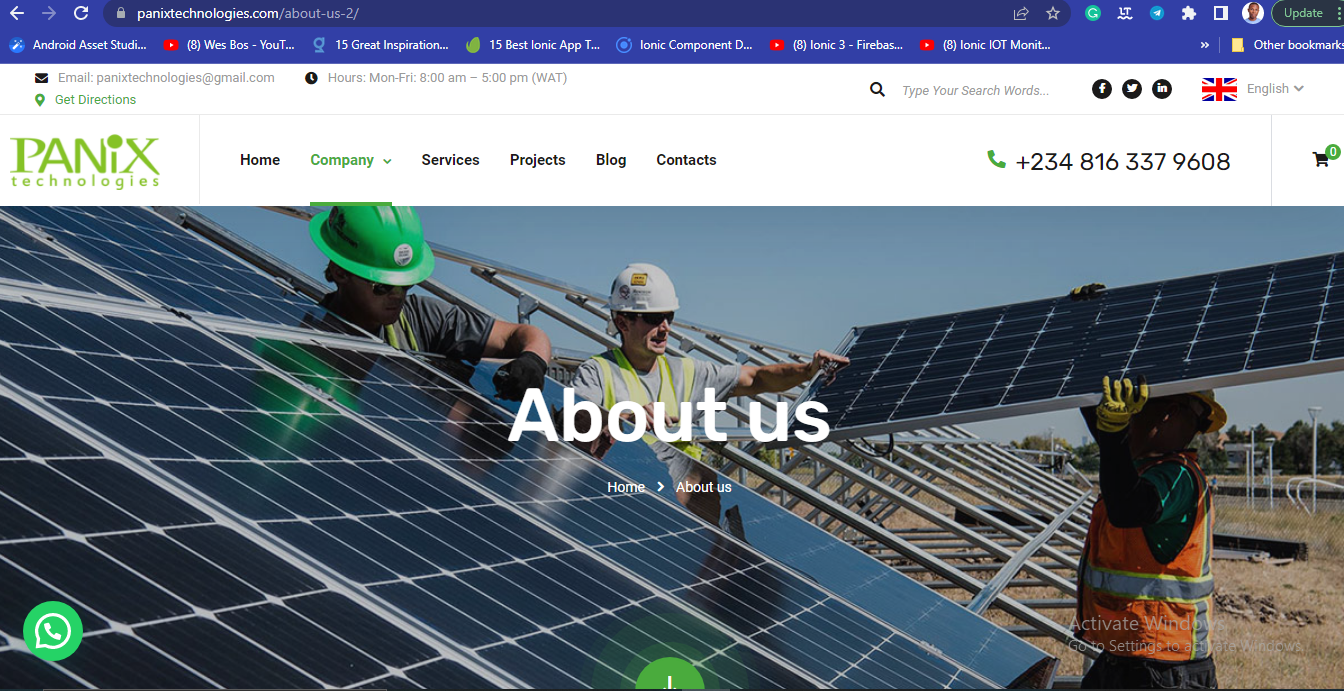 panixtechnologies.com/about-us-2/
Update
Android Asset Studi...
(8) Wes Bos - YouT...
15 Great Inspiration...
15 Best Ionic App T...
Ionic Component D...
(8) Ionic 3 - Firebas...
(8) Ionic IOT Monit...
»
Other bookmarks
Email: panixtechnologies@gmail.com
Hours: Mon-Fri: 8:00 am – 5:00 pm (WAT)
Get Directions
Type Your Search Words...
English
PANiX
technologies
Home
Company
Services
Projects
Blog
Contacts
+234 816 337 9608
0
About us
Home
About us
Activate Windows
Go to Settings to activate Windows.